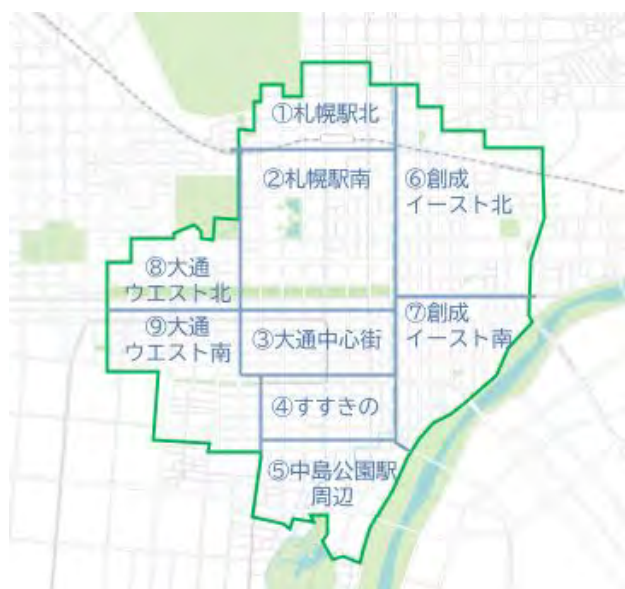 ①札幌駅北
②札幌駅南
⑥創成
イースト北
⑧大通
ウエスト北
⑨大通
ウエスト南
③大通中心街
⑦創成
イースト南
④すすきの
⑤中島公園駅
周辺